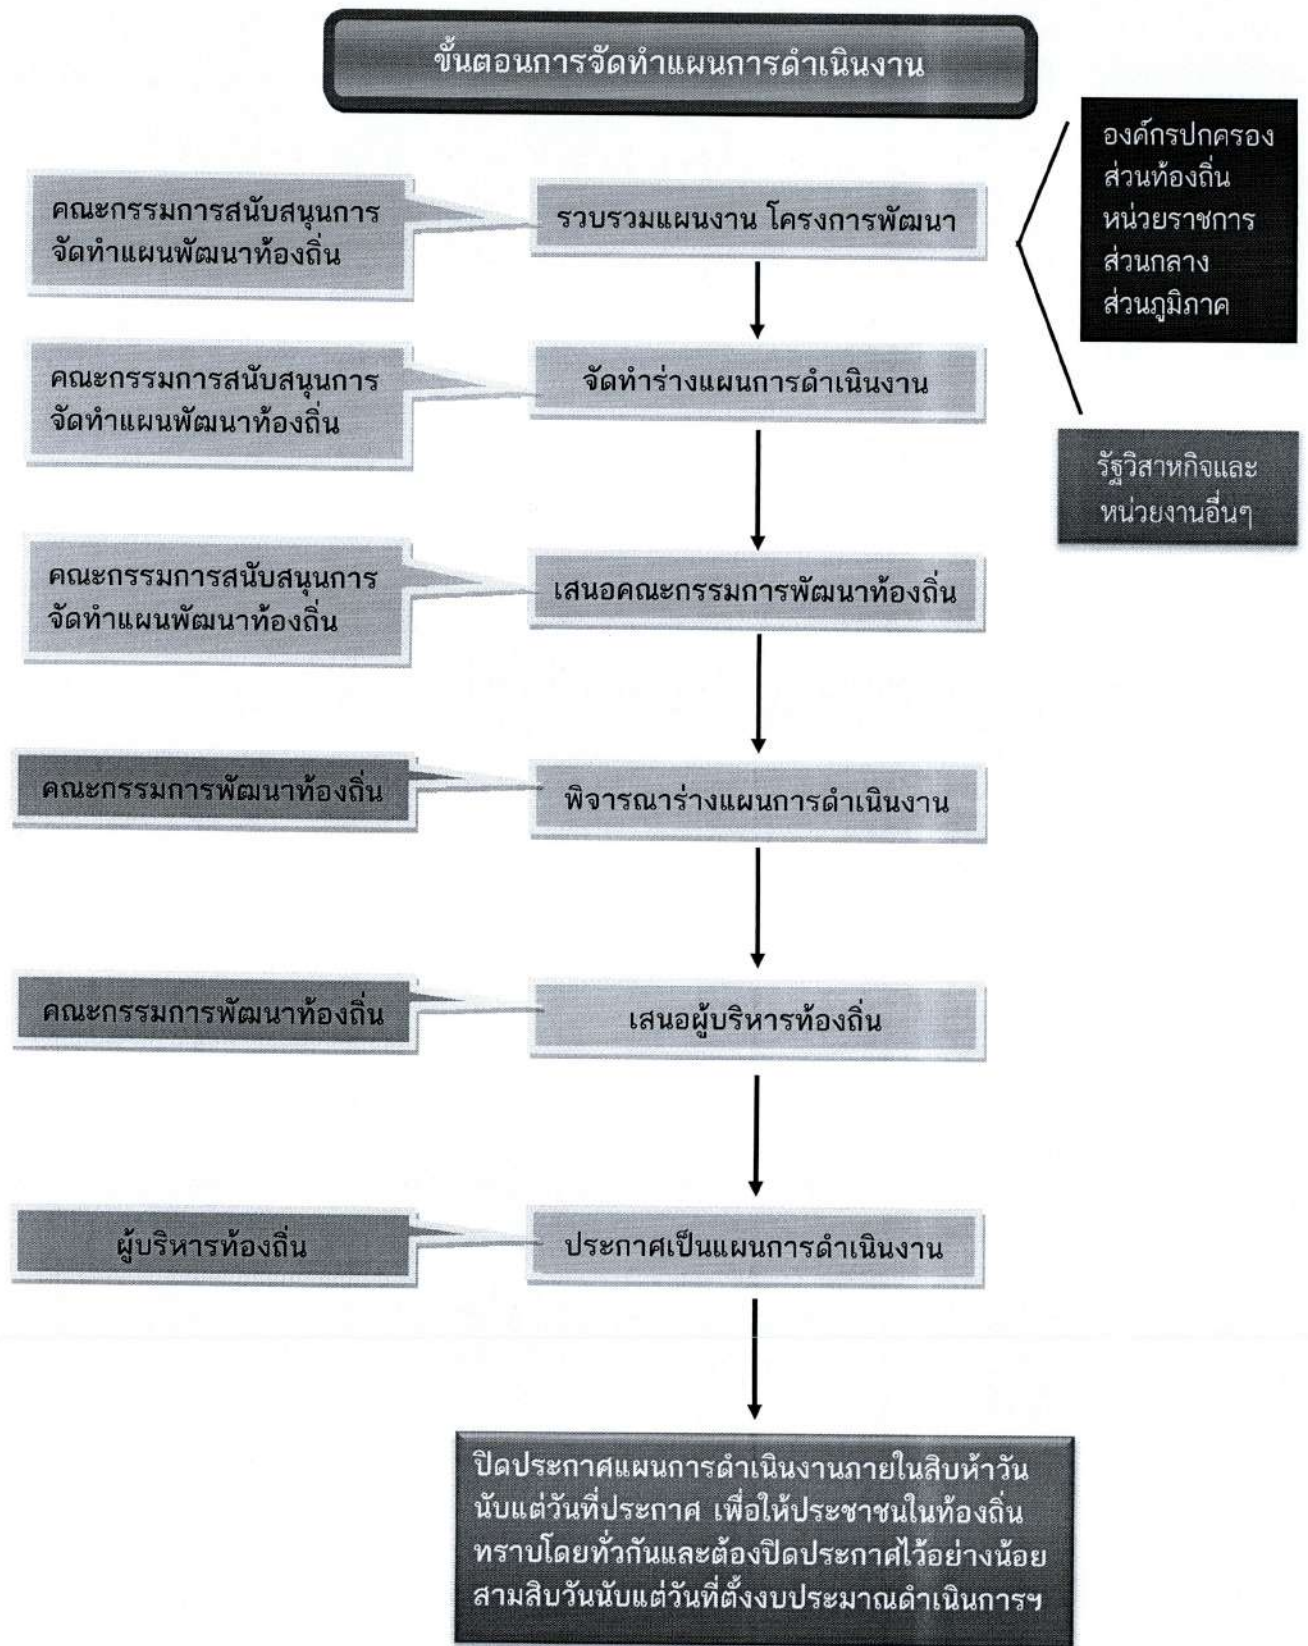 ขั้นตอนการจัดทำแผนการดำเนินงาน
คณะกรรมการสนับสนุนการ
จัดทำแผนพัฒนาท้องถิ่น
รวบรวมแผนงาน โครงการพัฒนา
องค์กรปกครอง
ส่วนท้องถิ่น
หน่วยราชการ
ส่วนกลาง
ส่วนภูมิภาค
รัฐวิสาหกิจและ
หน่วยงานอื่นๆ
คณะกรรมการสนับสนุนการ
จัดทำแผนพัฒนาท้องถิ่น
จัดทำร่างแผนการดำเนินงาน
คณะกรรมการสนับสนุนการ
จัดทำแผนพัฒนาท้องถิ่น
เสนอคณะกรรมการพัฒนาท้องถิ่น
คณะกรรมการพัฒนาท้องถิ่น
พิจารณาร่างแผนการดำเนินงาน
คณะกรรมการพัฒนาท้องถิ่น
เสนอผู้บริหารท้องถิ่น
ผู้บริหารท้องถิ่น
ประกาศเป็นแผนการดำเนินงาน
ปิดประกาศแผนการดำเนินงานภายในสิบห้าวัน
นับแต่วันที่ประกาศ เพื่อให้ประชาชนในท้องถิ่น
ทราบโดยทั่วกันและต้องปิดประกาศไว้อย่างน้อย
สามสิบวันนับแต่วันที่ตั้งงบประมาณดำเนินการฯ